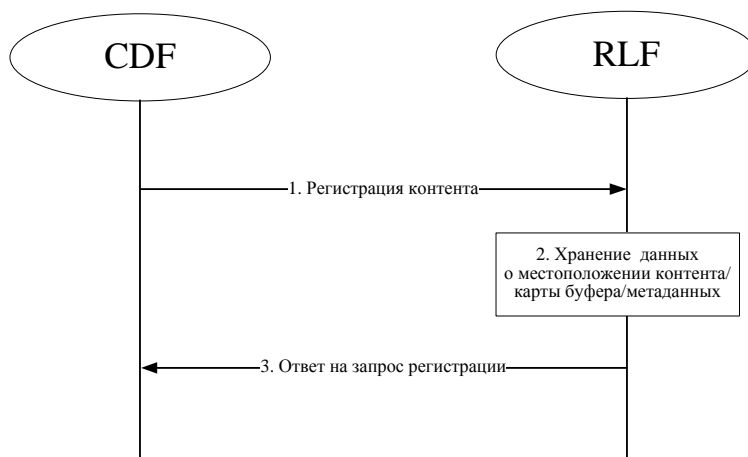 CDF
RLF
1. Регистрация контента
2. Хранение данных
о местоположении контента/
карты буфера/метаданных
3. Ответ на запрос регистрации